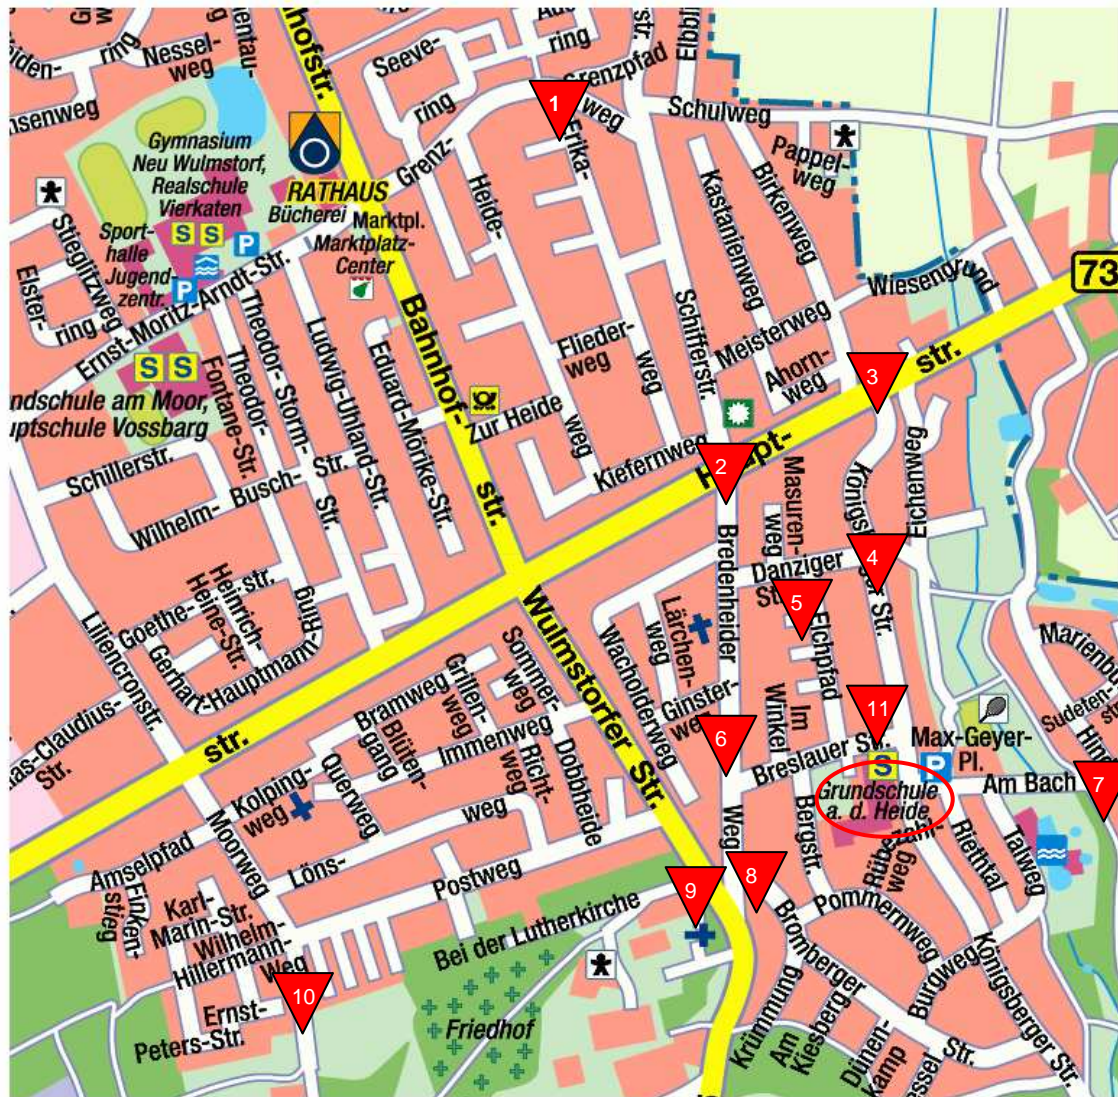 Nessel-
weg
ring
Bahnhofstr.
Seeve-
ring
ring
Grenzpfad
Elbbli
Schulweg
Pappel-
weg
1
weg
Erika-
Grenz-
Heide-
Gymnasium
Neu Wulmstorf,
Realschule
Vierkaten
RATHAUS
Bücherei
Marktpl.
Marktplatz-
Center
S S
P
Sport-
halle
Jugend-
zentr.
P
Stieglitzweg
Elster-
ring
Ernst-Moritz-Arndt-Str.
S S
ndschule am Moor,
uptschule Vossbarg
Theodor-Storm-
Str.
Theodor-
Fontane-Str.
Ludwig-Uhland-Str.
Eduard-Mörike-Str.
Bahnhof-
str.
Zur Heide
Flieder-
weg
weg
weg
Kiefernweg
Schifferstr.
Kastanienweg
Birkenweg
Meisterweg
Ahorn-
weg
Wiesengrund
73
3
str.
2
Haupt-
Schillerstr.
Wilhelm-
Busch-
Str.
Goethe-
str.
Heinrich-
Heine-Str.
Gerhart-
Hauptmann-
Ring
Liliencronstr.
as-Claudius-
Str.
str.
Masuren-
weg
Danziger
Str.
4
5
Eichenweg
Elchpfad
Bredenheider
Weg
Lärchen-
weg
Ginster-
weg
Wacholderweg
Wulmstorfer Str.
Sommer-
weg
Grillen-
weg
Bramweg
Blüten-
gang
Immenweg
Richt-
weg
Dobbheide
Querweg
Kolping-
weg
Moorweg
Amselpfad
Löns-
weg
Postweg
6
Im
Winkel
Breslauer Str.
11
S
P
Max-Geyer-
Pl.
Grundschule
a. d. Heide
Am Bach
7
Sudeten-
Rübezahl-
weg
Riethtal
Talweg
Bergstr.
Pommernweg
Burgweg
Königsberger Str.
8
9
Bromberger
Str.
Krümmung
Am
Kiesberg
Dünen-
kamp
Bei der Lutherkirche
Friedhof
Finken-
stieg
Karl-
Marin-Str.
Wilhelm-
Hillermann-
Weg
10
Ernst-
Peters-Str.